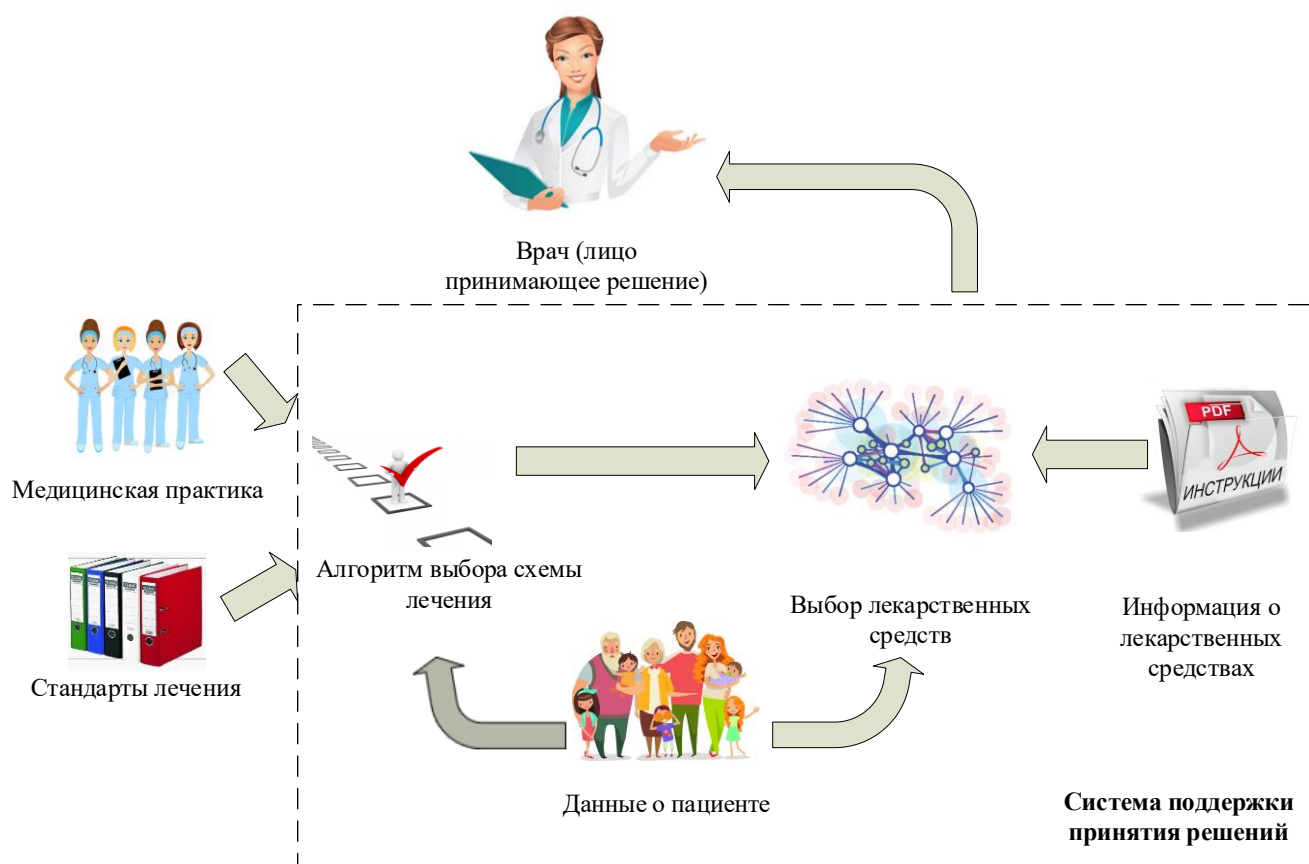 Врач (лицо
принимающее решение)
Медицинская практика
Стандарты лечения
Алгоритм выбора схемы
лечения
Выбор лекарственных
средств
PDF
ИНСТРУКЦИИ
Информация о
лекарственных
средствах
Данные о пациенте
Система поддержки
принятия решений